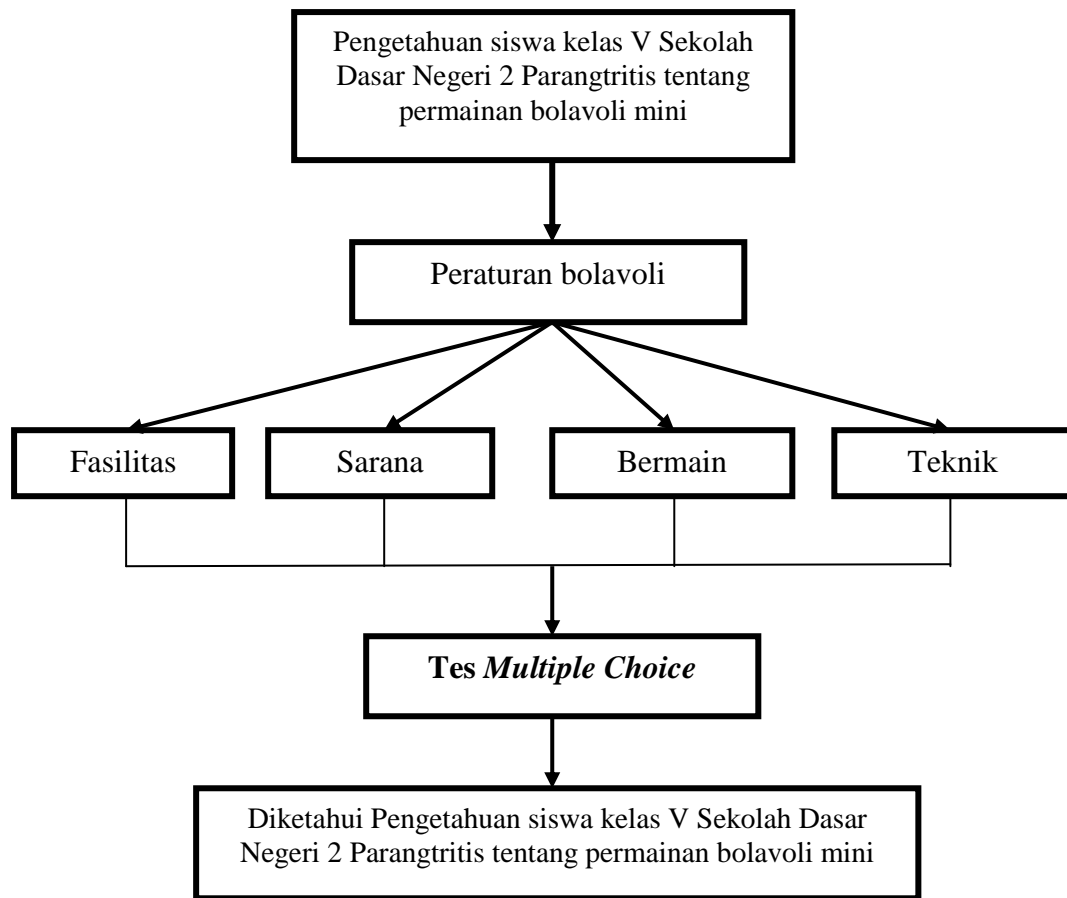 Pengetahuan siswa kelas V Sekolah
Dasar Negeri 2 Parangtritis tentang
permainan bolavoli mini
Peraturan bolavoli
Fasilitas
Sarana
Bermain
Teknik
Tes Multiple Choice
Diketahui Pengetahuan siswa kelas V Sekolah Dasar
Negeri 2 Parangtritis tentang permainan bolavoli mini